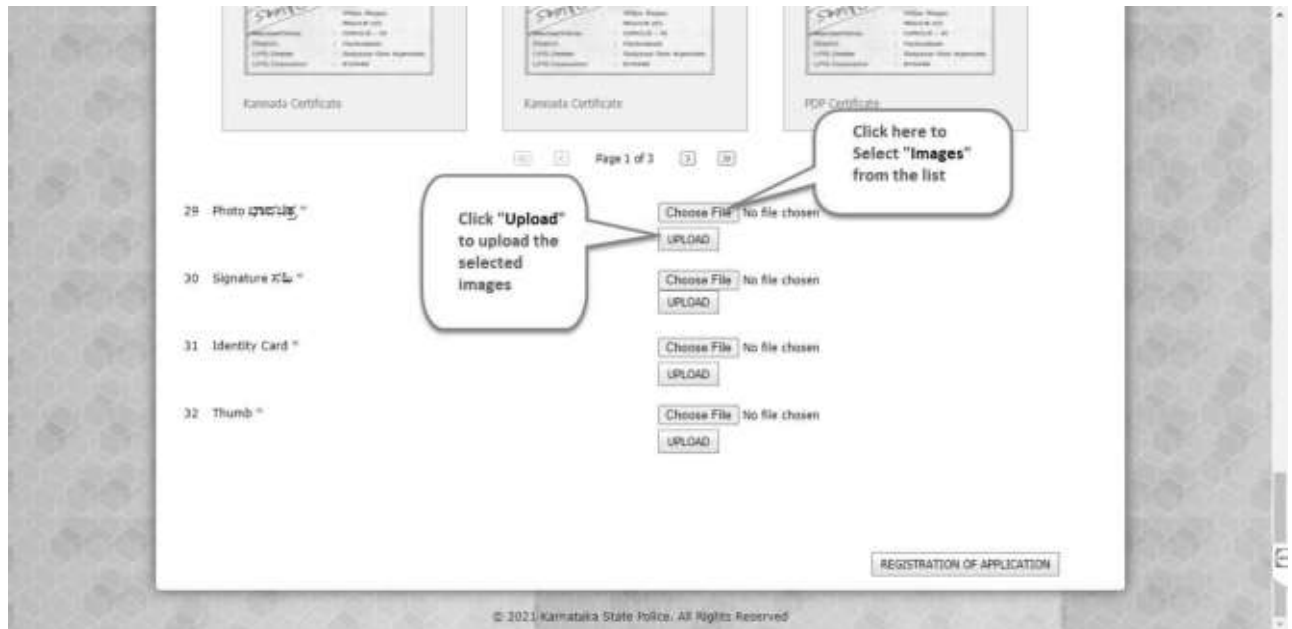 Kannada Certificate
Kannada Certificate
PDP Certificate
Click here to
Select "Images"
from the list
Page 1 of 3
29 Photo ಭಾವಚಿತ್ರ *
Choose File No file chosen
UPLOAD
Click "Upload"
to upload the
selected
images
30 Signature ಸಹಿ *
Choose File No file chosen
UPLOAD
31 Identity Card *
Choose File No file chosen
UPLOAD
32 Thumb *
Choose File No file chosen
UPLOAD
REGISTRATION OF APPLICATION
© 2021 Karnataka State Police. All Rights Reserved